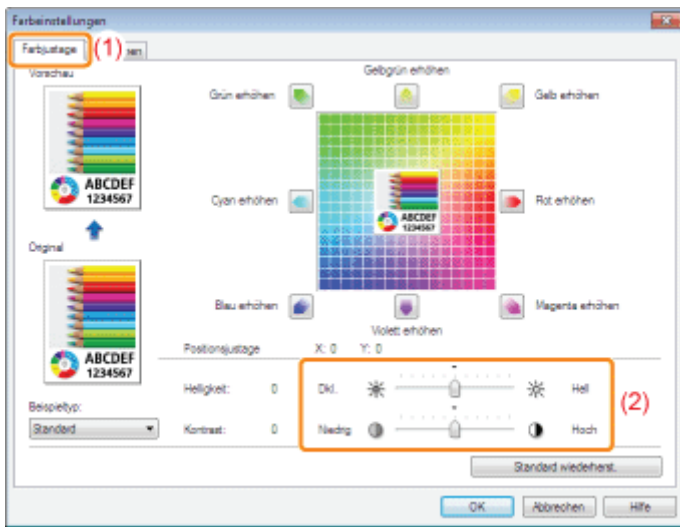 Farbeinstellungen
Farbjustage (1)
Vorschau
Gelbgrün erhöhen
Grün erhöhen
Gelb erhöhen
ABCDEF
1234567
Cyan erhöhen
ABCDEF
1234567
Rot erhöhen
Original
Blau erhöhen
Magenta erhöhen
Violett erhöhen
ABCDEF
1234567
Positionsjustage X: 0 Y: 0
Helligkeit: 0 Dkl. Hell
(2)
Beispieltyp:
Standard
Kontrast: 0 Niedrig Hoch
Standard wiederherst.
OK Abbrechen Hilfe